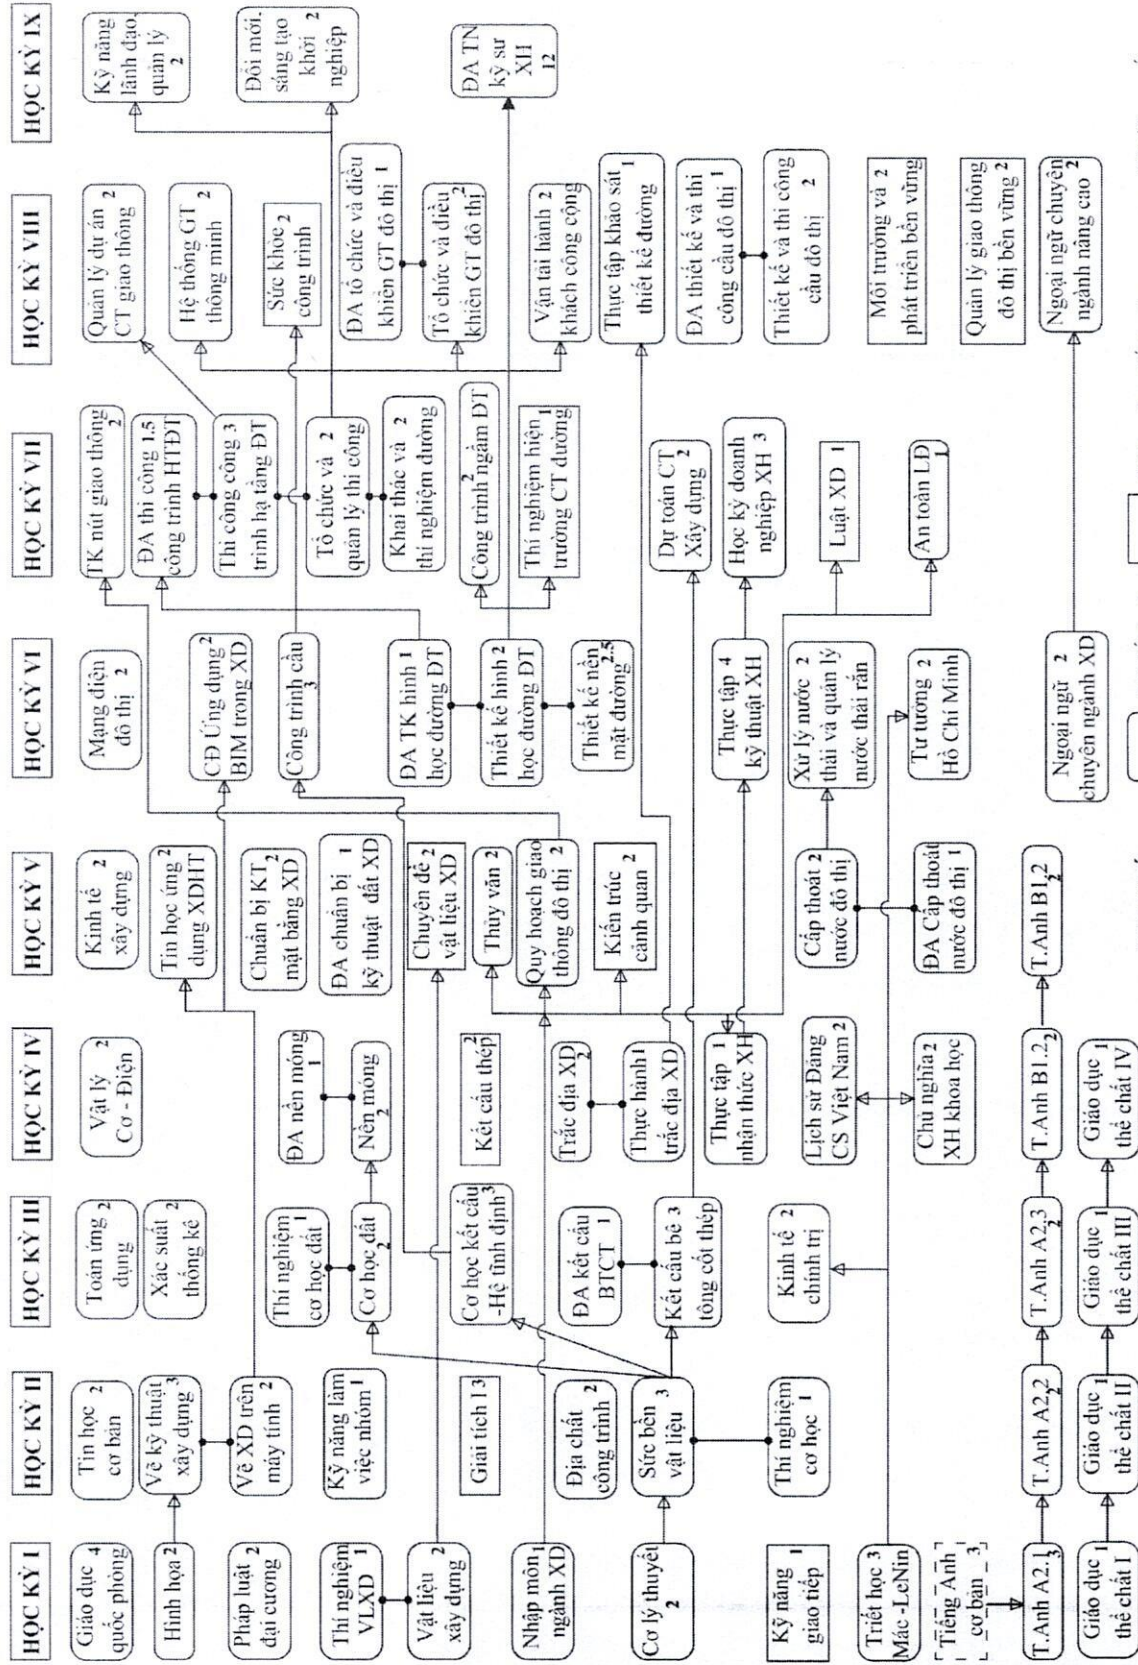 HỌC KỲ I
Giáo dục 4
quốc phòng
Hình họa 2
Pháp luật 2
đại cương
Thí nghiệm
VLXD 1
Vật liệu 2
xây dựng
Nhập môn 1
ngành XD
Cơ lý thuyết
2
Kỹ năng 1
giao tiếp
Triết học 3
Mác -LeNin
Tiếng Anh
cơ bản 3
T.Anh A2.1
3
Giáo dục 1
thể chất I
HỌC KỲ II
Tin học 2
cơ bản
Vẽ kỹ thuật
xây dựng 3
Vẽ XD trên
máy tính 2
Kỹ năng làm
việc nhóm 1
Giải tích 1 3
Địa chất 2
công trình
Sức bền
vật liệu 3
Thí nghiệm
cơ học 1
T.Anh A2.2
2
Giáo dục 1
thể chất II
HỌC KỲ III
Toán ứng 2
dụng
Xác suất 2
thống kê
Thí nghiệm 1
cơ học đất
Cơ học đất
2
Cơ học kết cấu
-Hệ tĩnh định 3
ĐA kết cấu
BTCT 1
Kết cấu bê 3
tông cốt thép
Kinh tế 2
chính trị
T.Anh A2.3
2
Giáo dục 1
thể chất III
HỌC KỲ IV
Vật lý 2
Cơ - Điện
ĐA nền móng
1
Nền móng
2
Kết cấu thép 2
Trắc địa XD
2
Thực hành 1
trắc địa XD
Thực tập 1
nhận thức XH
Lịch sử Đảng
CS Việt Nam 2
Chủ nghĩa 2
XH khoa học
T.Anh B1.2
2
Giáo dục 1
thể chất IV
HỌC KỲ V
Kinh tế 2
xây dựng
Tin học ứng 2
dụng XDHT
Chuẩn bị KT 2
mặt bằng XD
ĐA chuẩn bị 1
kỹ thuật đất XD
Chuyên đề 2
vật liệu XD
Thủy văn 2
Quy hoạch giao
thông đô thị 2
Kiến trúc 2
cảnh quan
Cấp thoát 2
nước đô thị
ĐA Cấp thoát
nước đô thị 1
T.Anh B1.2
2
HỌC KỲ VI
Mạng điện
đô thị 2
CĐ Ứng dụng 2
BIM trong XD
Công trình cầu
3
ĐA TK hình 1
học đường ĐT
Thiết kế hình 2
học đường ĐT
Thiết kế nền
mặt đường 2.5
Thực tập 4
kỹ thuật XH
Xử lý nước 2
thải và quản lý
nước thải rắn
Tư tưởng 2
Hồ Chí Minh
Ngoại ngữ 2
chuyên ngành XD
HỌC KỲ VII
TK nút giao thông
2
ĐA thi công 1.5
công trình HTĐT
Thi công công 3
trình hạ tầng ĐT
Tổ chức và 2
quản lý thi công
Khai thác và 2
thí nghiệm đường
Công trình ngầm ĐT 2
Thí nghiệm hiện 1
trường CT đường
Dự toán CT
Xây dựng 2
Học kỳ doanh
nghiệp XH 3
Luật XD 1
An toàn LĐ
1
HỌC KỲ VIII
Quản lý dự án 2
CT giao thông
Hệ thống GT 2
thông minh
Sức khỏe 2
công trình
ĐA tổ chức và điều
khiển GT đô thị 1
Tổ chức và điều
khiển GT đô thị 2
Vận tải hành 2
khách công cộng
Thực tập khảo sát 1
thiết kế đường
ĐA thiết kế và thi
công cầu đô thị 1
Thiết kế và thi công
cầu đô thị 2
Môi trường và 2
phát triển bền vững
Quản lý giao thông
đô thị bền vững 2
Ngoại ngữ chuyên
ngành nâng cao 2
HỌC KỲ IX
Kỹ năng
lãnh đạo,
quản lý
2
Đổi mới,
sáng tạo
khởi 2
nghiệp
ĐA TN
kỹ sư
XH
12